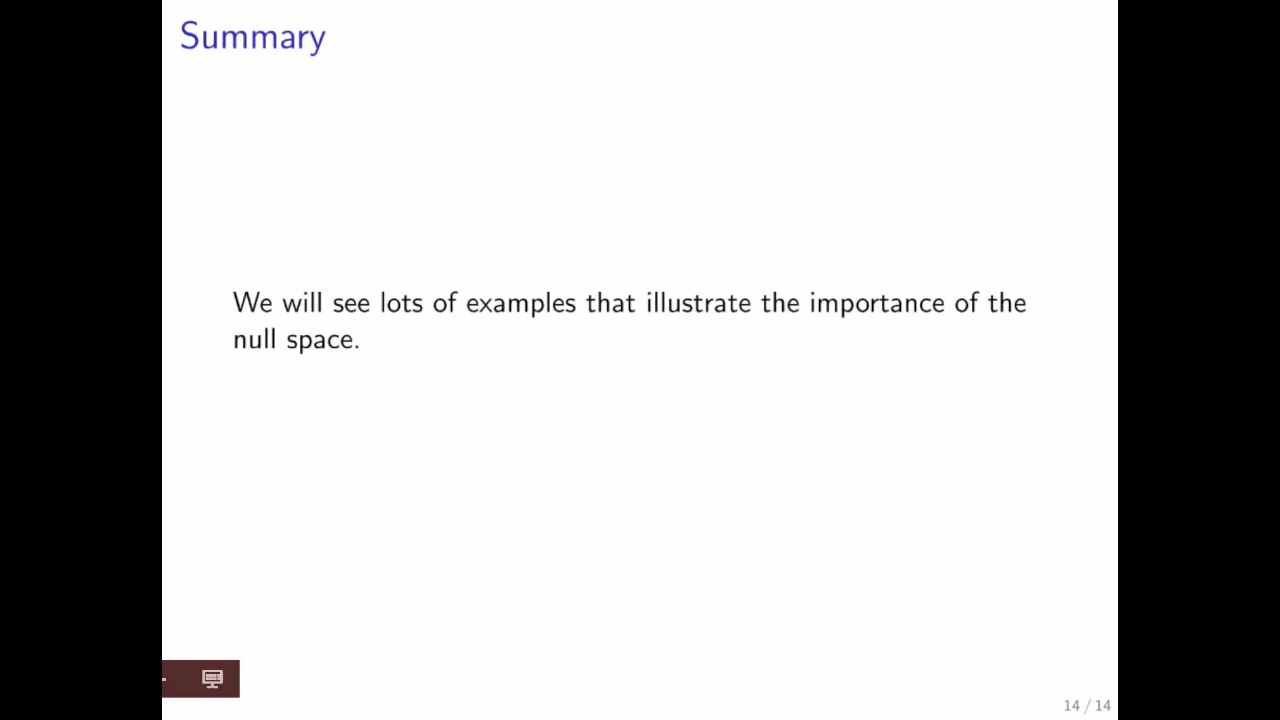 Summary
We will see lots of examples that illustrate the importance of the
null space.
14 / 14